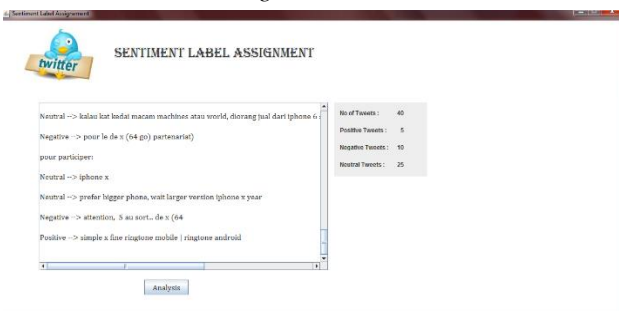 Sentiment Label Assignment
twitter
SENTIMENT LABEL ASSIGNMENT
Neutral --> kalau kat kedai macam machines atau world, diorang jual dari iphone 6
Negative --> pour le de x (64 go) partenariat)
pour participer:
Neutral --> iphone x
Neutral --> prefer bigger phone, wait larger version iphone x year
Negative --> attention, 5 au sort.. de x (64
Positive --> simple x fine ringtone mobile | ringtone android
No of Tweets : 40
Positive Tweets : 5
Negative Tweets : 10
Neutral Tweets : 25
Analysis